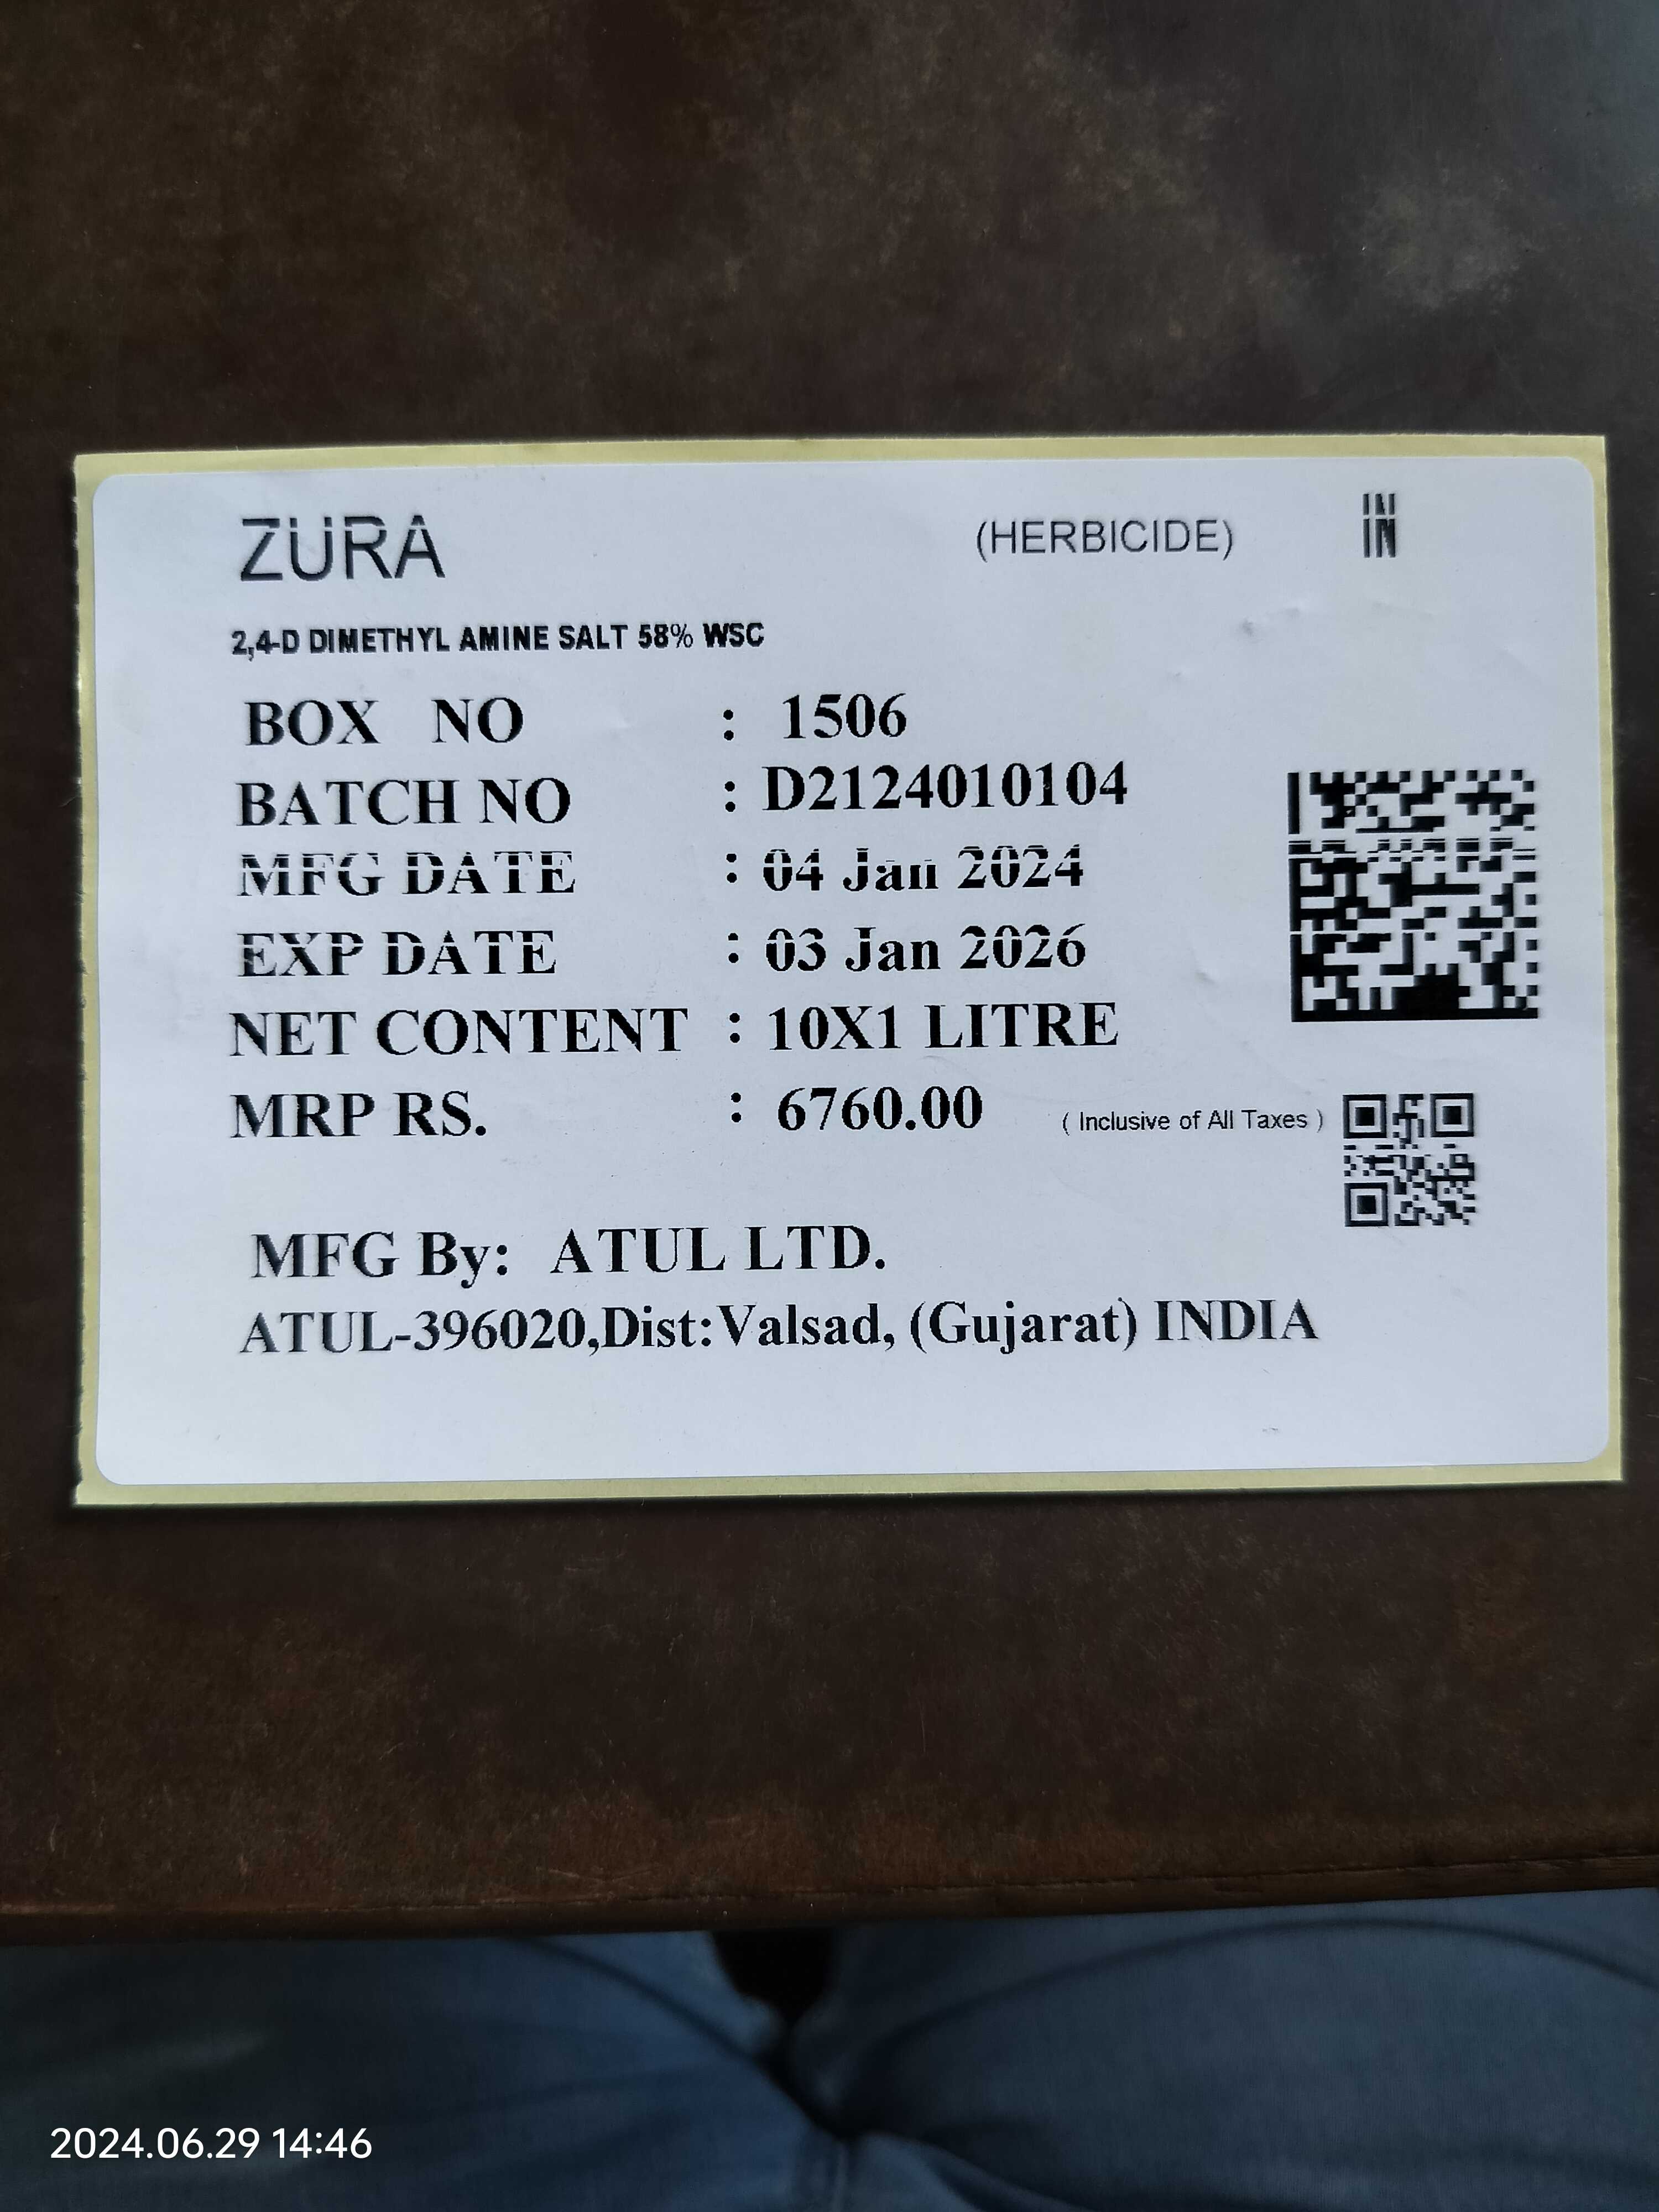 ZURA (HERBICIDE) IN
2,4-D DIMETHYL AMINE SALT 58% WSC
BOX NO : 1506
BATCH NO : D2124010104
MFG DATE : 04 Jan 2024
EXP DATE : 03 Jan 2026
NET CONTENT : 10X1 LITRE
MRP RS. : 6760.00 ( Inclusive of All Taxes )
MFG By: ATUL LTD.
ATUL-396020,Dist:Valsad, (Gujarat) INDIA
2024.06.29 14:46